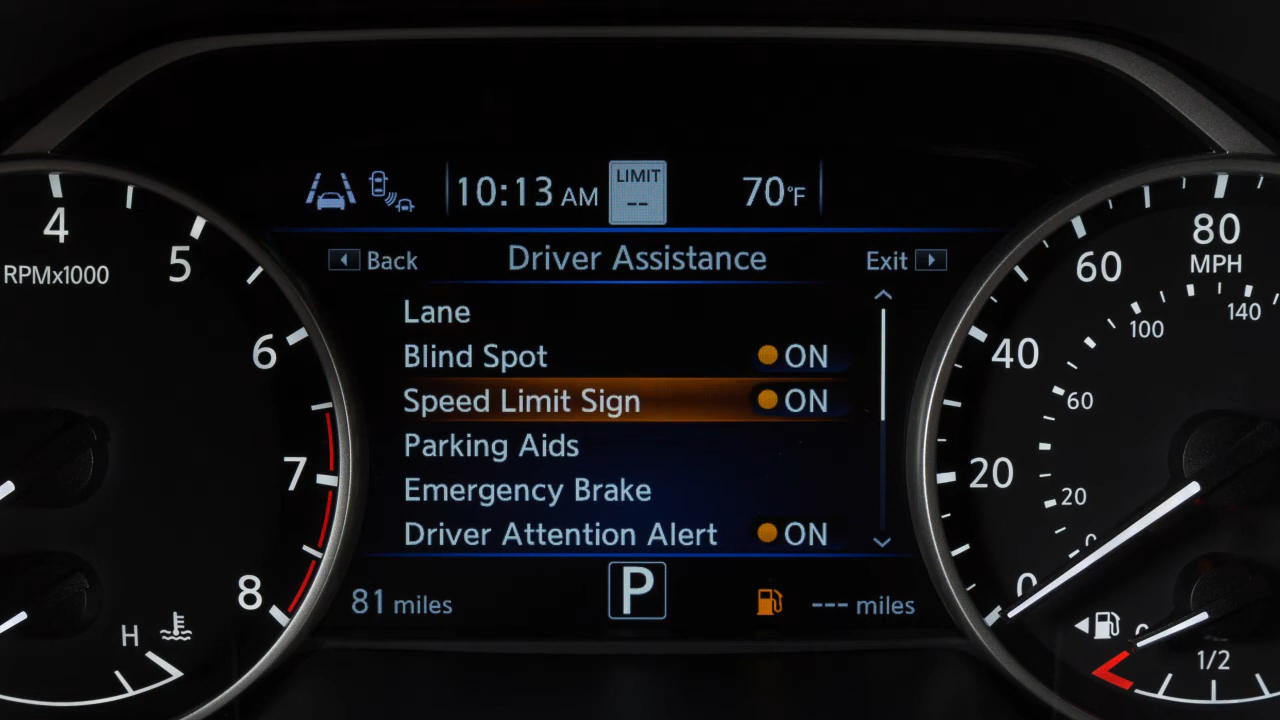 10:13 AM
LIMIT
--
70°F
Back
Driver Assistance
Exit
Lane
Blind Spot ON
Speed Limit Sign ON
Parking Aids
Emergency Brake
Driver Attention Alert ON
81 miles
P
--- miles
4
5
6
7
8
RPMx1000
H
0
20
40
60
80
MPH
0
20
60
100
140
0
1/2